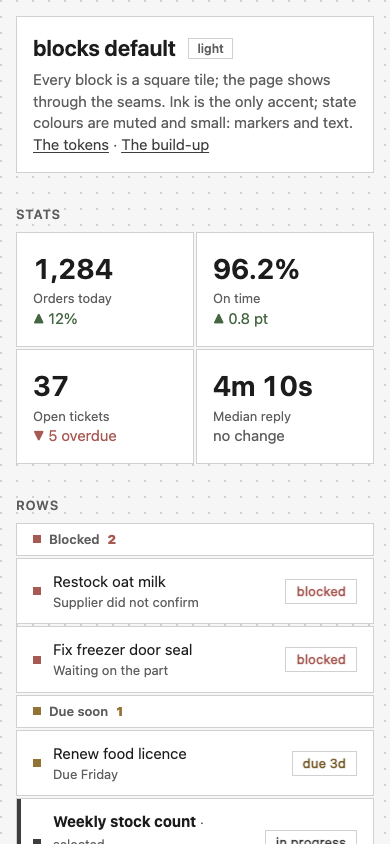 blocks default light
Every block is a square tile; the page shows
through the seams. Ink is the only accent; state
colours are muted and small: markers and text.
The tokens · The build-up
STATS
1,284
Orders today
▲ 12%
96.2%
On time
▲ 0.8 pt
37
Open tickets
▼ 5 overdue
4m 10s
Median reply
no change
ROWS
Blocked 2
Restock oat milk
Supplier did not confirm
blocked
Fix freezer door seal
Waiting on the part
blocked
Due soon 1
Renew food licence
Due Friday
due 3d
Weekly stock count ·
selected
in progress